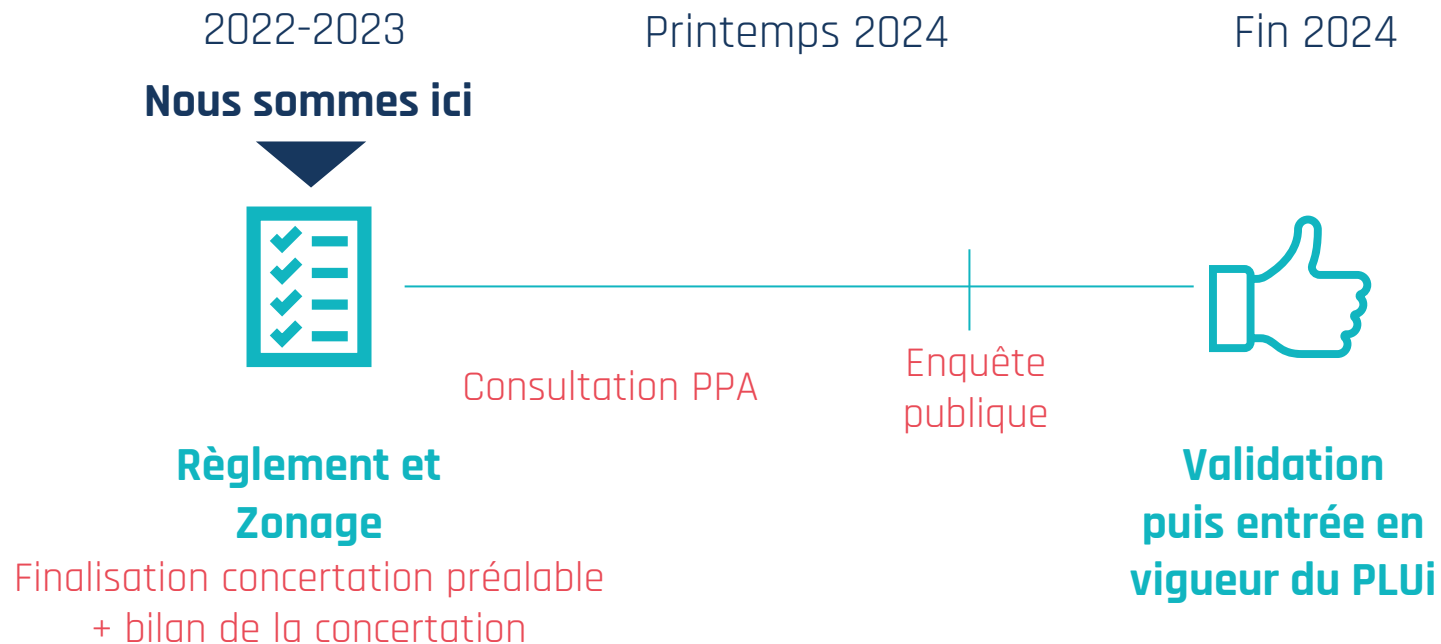 2022-2023
Printemps 2024
Fin 2024
Nous sommes ici
Consultation PPA
Enquête
publique
Règlement et
Zonage
Finalisation concertation préalable
+ bilan de la concertation
Validation
puis entrée en
vigueur du PLUi